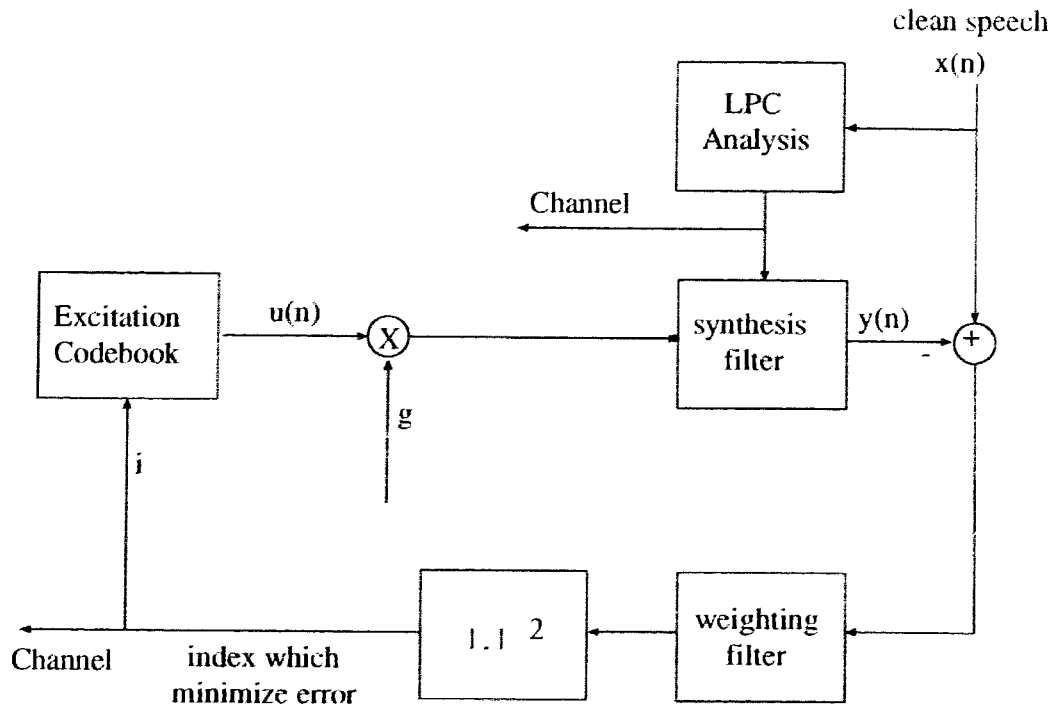 clean speech
x(n)
LPC
Analysis
Channel
Excitation
Codebook
u(n)
X
synthesis
filter
y(n)
+
-
g
i
|.| 2
weighting
filter
Channel
index which
minimize error